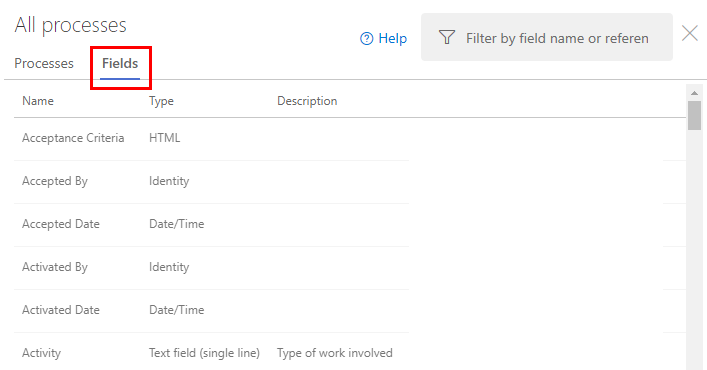 All processes
Help
Filter by field name or referen
Processes Fields
Name Type Description
Acceptance Criteria HTML
Accepted By Identity
Accepted Date Date/Time
Activated By Identity
Activated Date Date/Time
Activity Text field (single line) Type of work involved